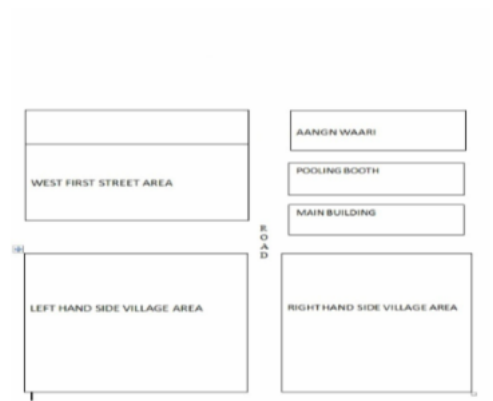 AANGN WAARI
WEST FIRST STREET AREA
POOLING BOOTH
MAIN BUILDING
ROAD
LEFT HAND SIDE VILLAGE AREA
RIGHT HAND SIDE VILLAGE AREA